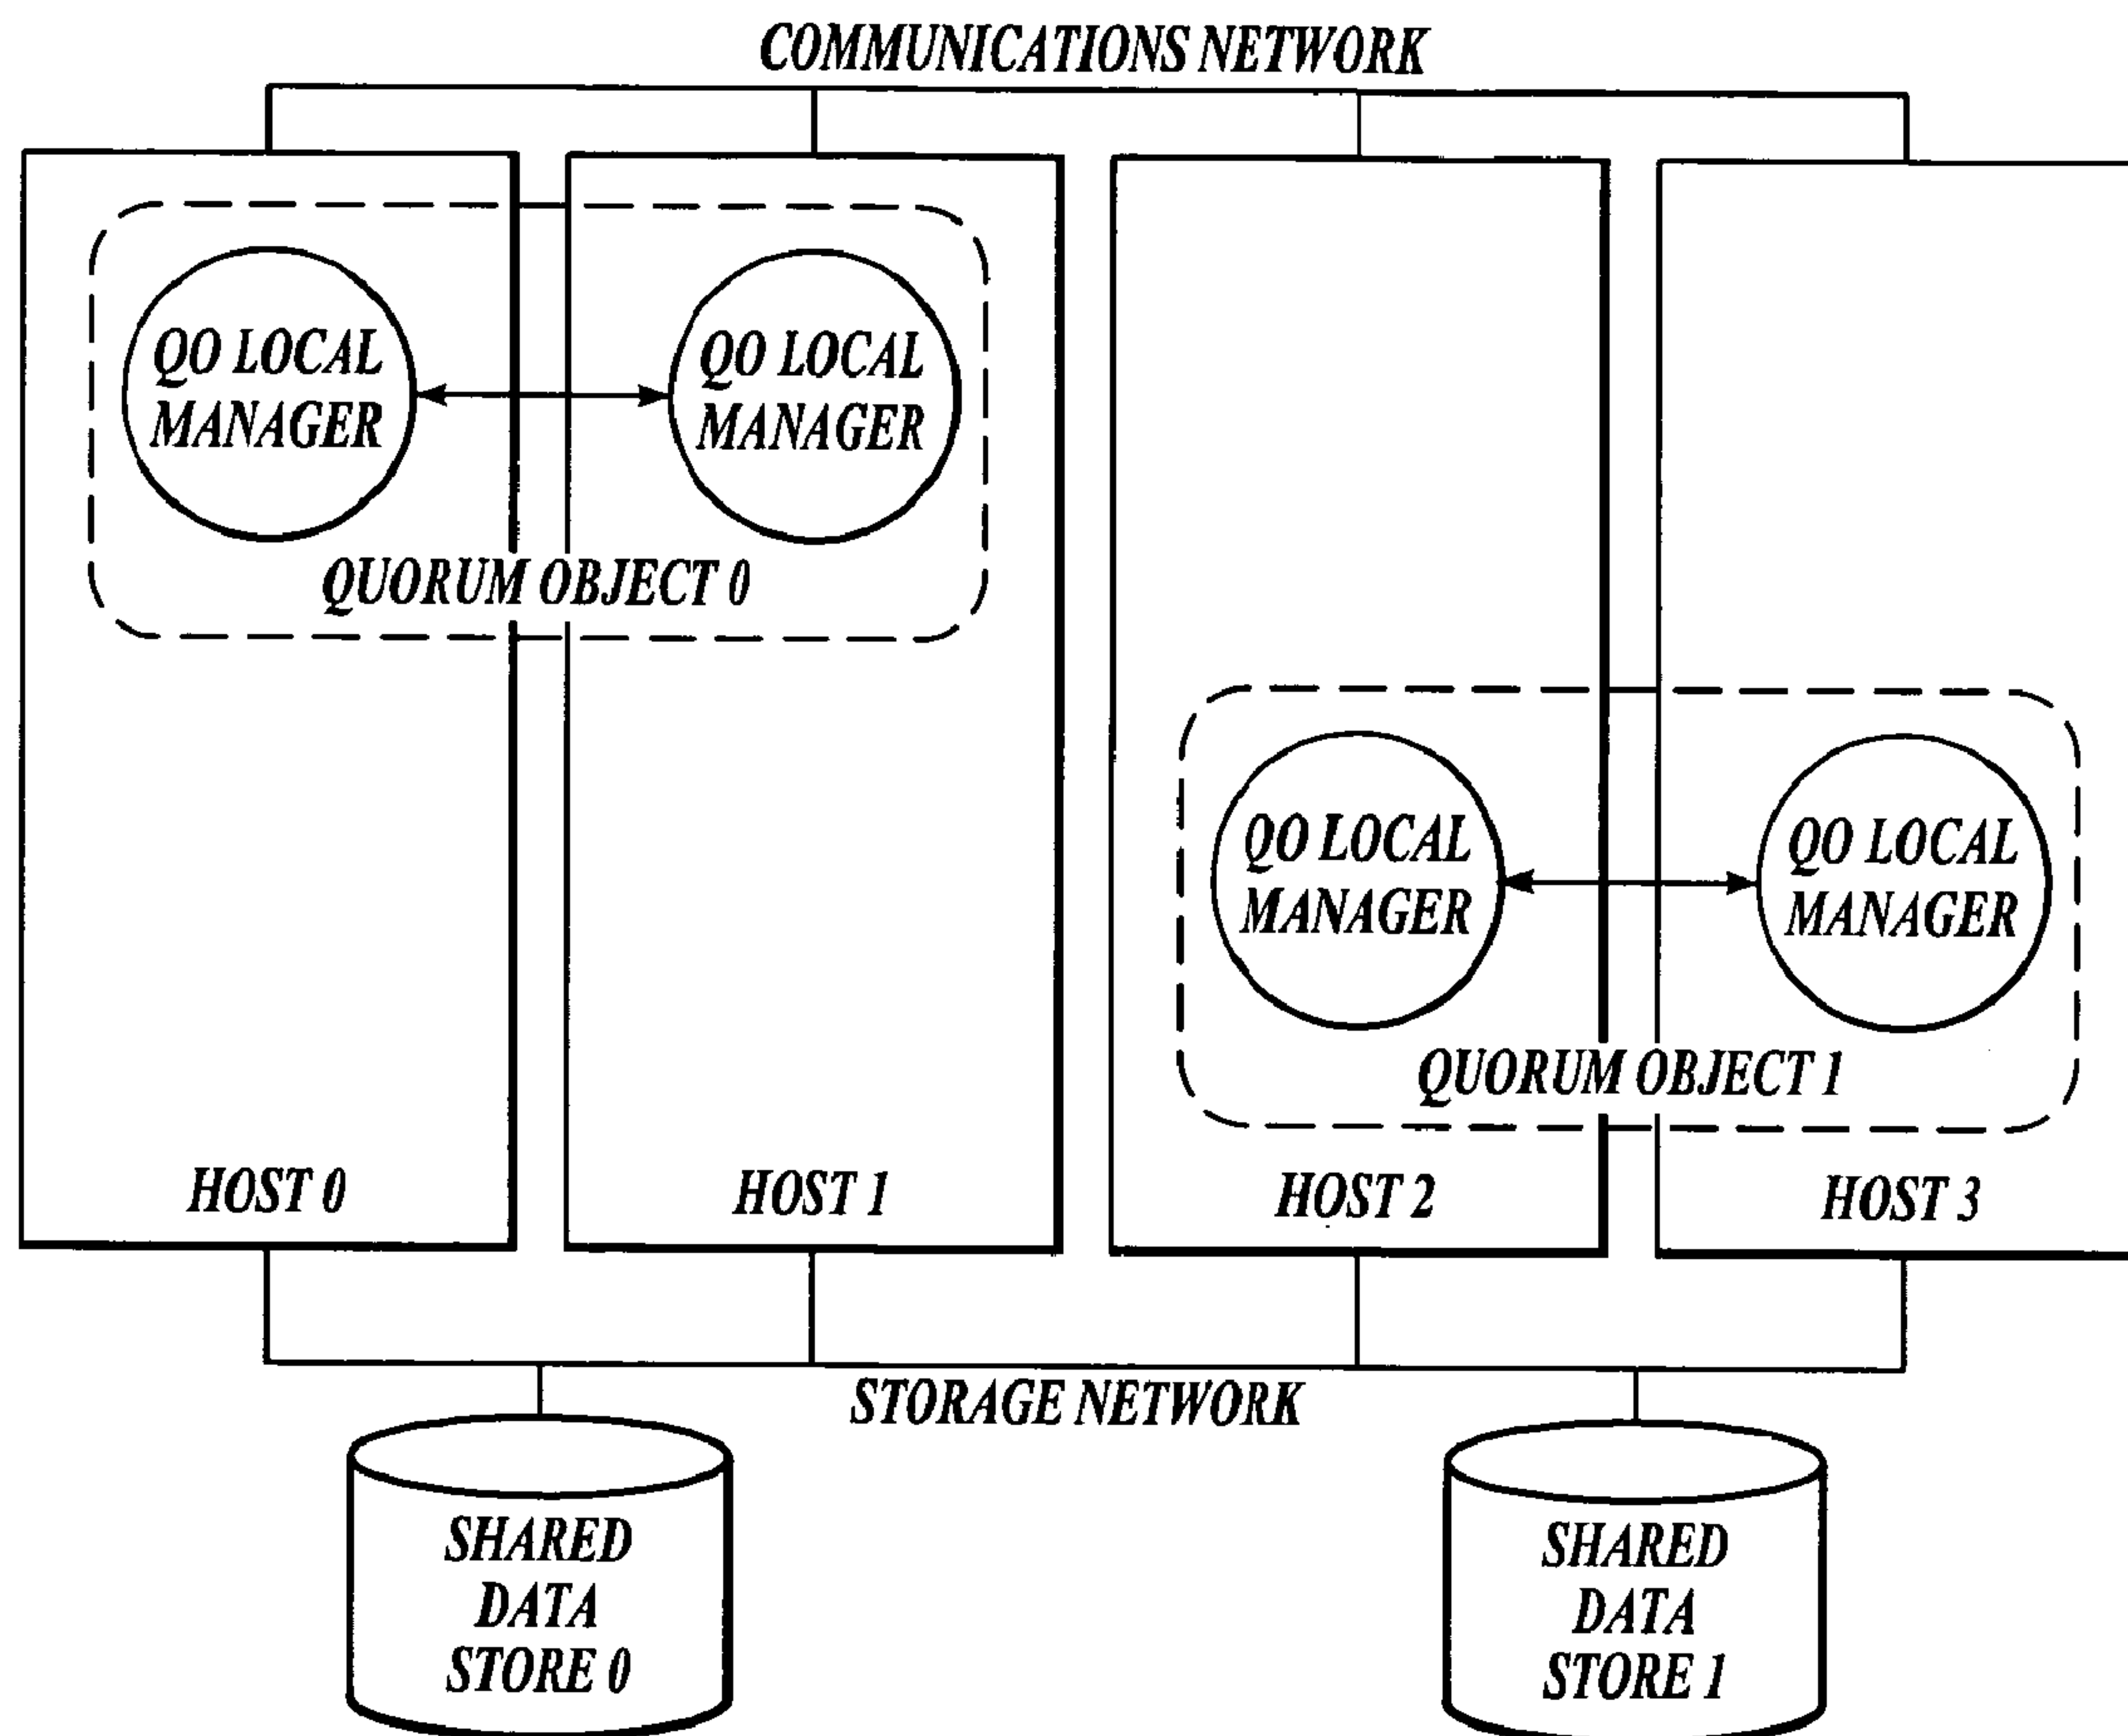 COMMUNICATIONS NETWORK
QO LOCAL
MANAGER
QO LOCAL
MANAGER
QUORUM OBJECT 0
QO LOCAL
MANAGER
QO LOCAL
MANAGER
QUORUM OBJECT 1
HOST 0
HOST 1
HOST 2
HOST 3
STORAGE NETWORK
SHARED
DATA
STORE 0
SHARED
DATA
STORE 1